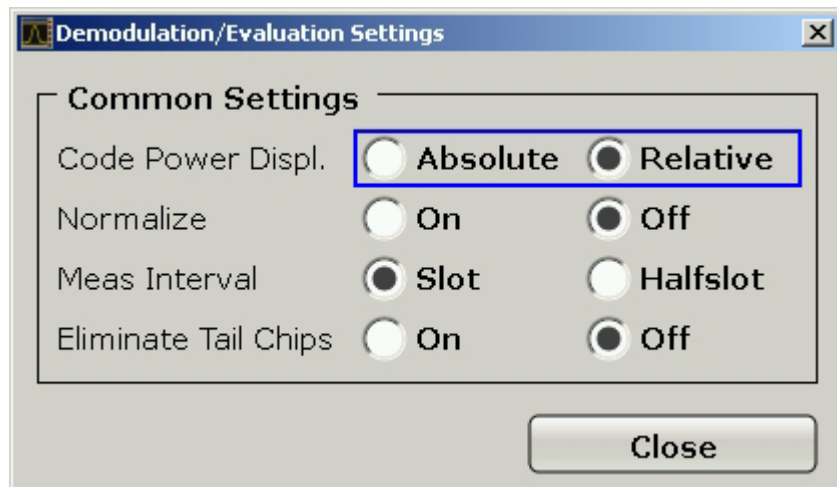 Demodulation/Evaluation Settings
Common Settings
Code Power Displ. Absolute Relative
Normalize On Off
Meas Interval Slot Halfslot
Eliminate Tail Chips On Off
Close